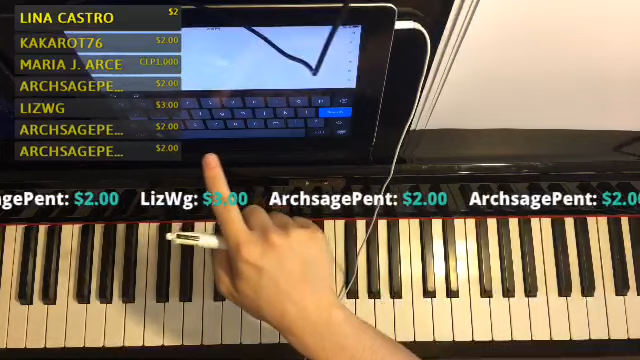 LINA CASTRO $2
KAKAROT76 $2.00
MARIA J. ARCE CLP1,000
ARCHSAGEPE... $2.00
LIZWG $3.00
ARCHSAGEPE... $2.00
ARCHSAGEPE... $2.00
agePent: $2.00 LizWg: $3.00 ArchsagePent: $2.00 ArchsagePent: $2.0